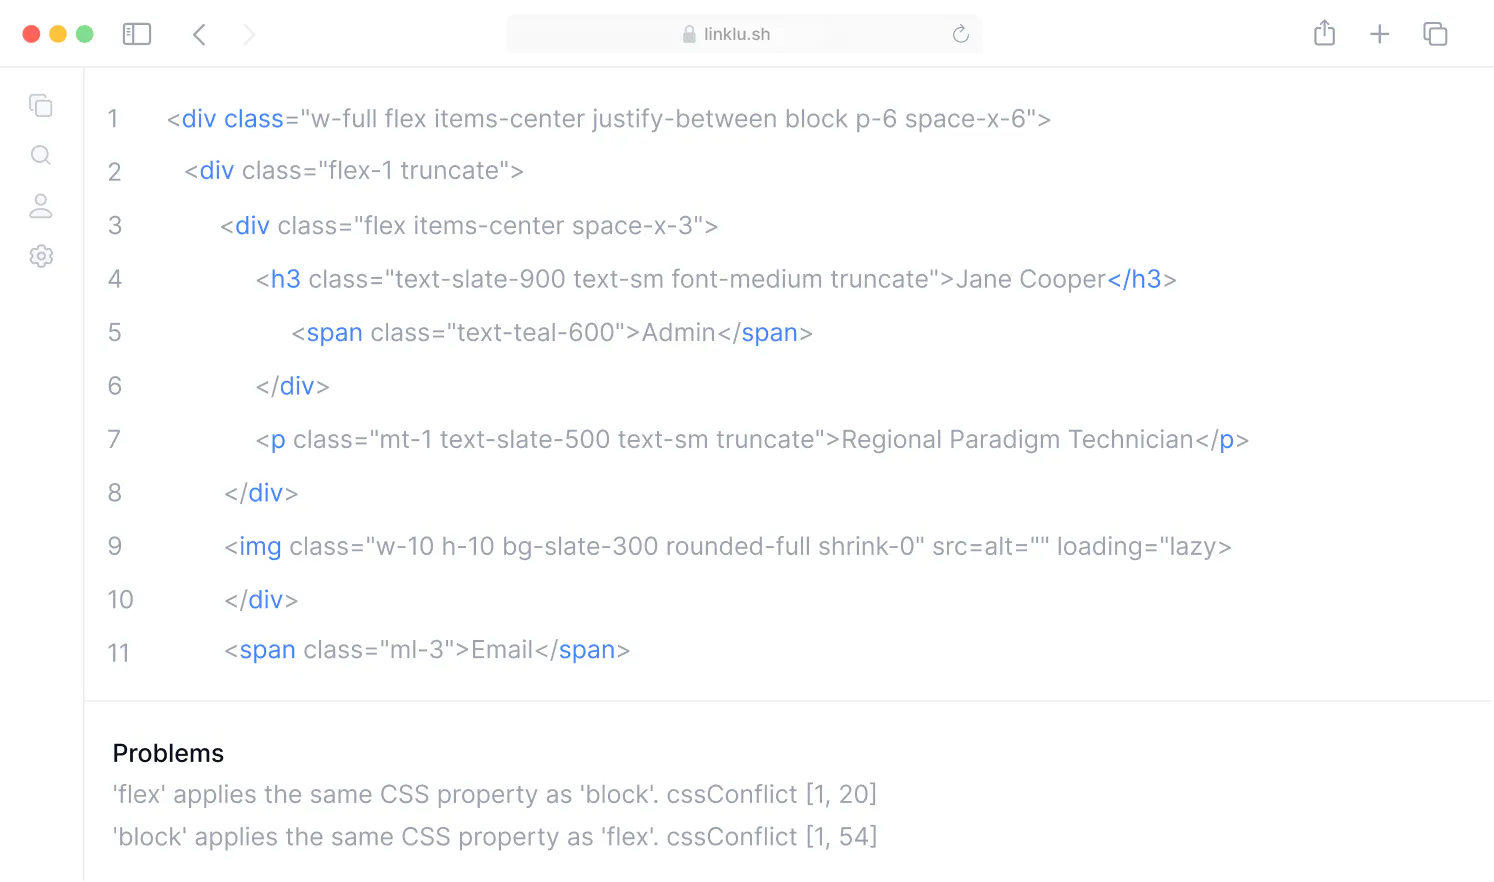 linklu.sh
1 <div class="w-full flex items-center justify-between block p-6 space-x-6">
2 <div class="flex-1 truncate">
3 <div class="flex items-center space-x-3">
4 <h3 class="text-slate-900 text-sm font-medium truncate">Jane Cooper</h3>
5 <span class="text-teal-600">Admin</span>
6 </div>
7 <p class="mt-1 text-slate-500 text-sm truncate">Regional Paradigm Technician</p>
8 </div>
9 <img class="w-10 h-10 bg-slate-300 rounded-full shrink-0" src=alt="" loading="lazy>
10 </div>
11 <span class="ml-3">Email</span>
Problems
'flex' applies the same CSS property as 'block'. cssConflict [1, 20]
'block' applies the same CSS property as 'flex'. cssConflict [1, 54]